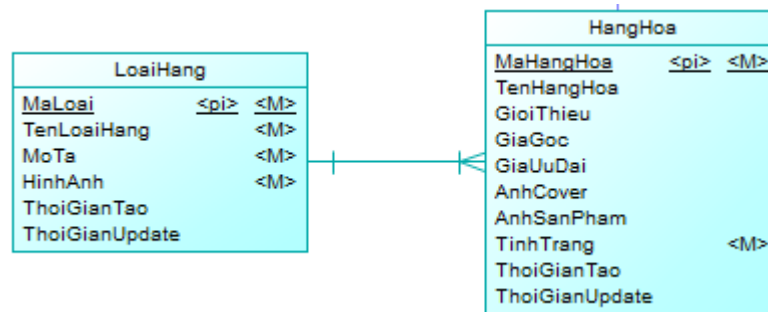 LoaiHang
MaLoai <pi> <M>
TenLoaiHang <M>
MoTa <M>
HinhAnh <M>
ThoiGianTao
ThoiGianUpdate
HangHoa
MaHangHoa <pi> <M>
TenHangHoa
GioiThieu
GiaGoc
GiaUuDai
AnhCover
AnhSanPham
TinhTrang <M>
ThoiGianTao
ThoiGianUpdate